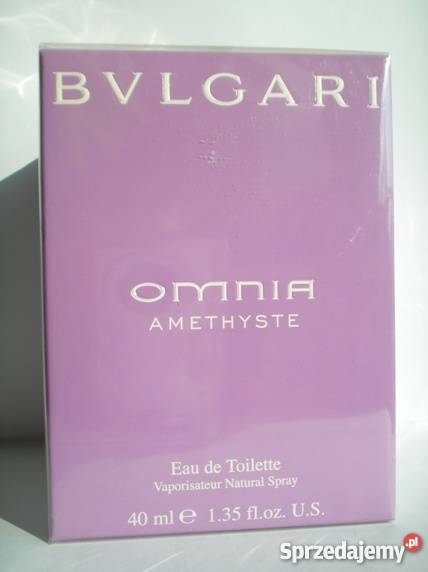 BVLGARI
OMNIA
AMETHYSTE
Eau de Toilette
Vaporisateur Natural Spray
40 ml ℮ 1.35 fl.oz. U.S.
Sprzedajemy.pl